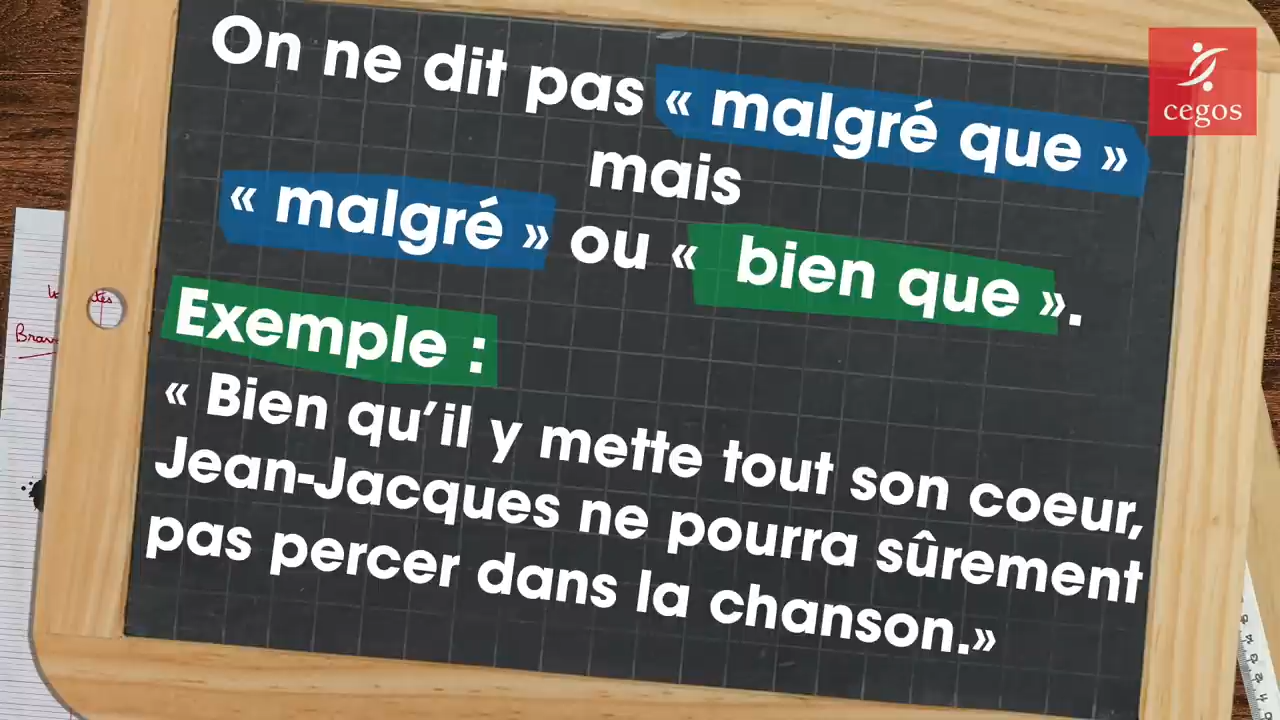 On ne dit pas « malgré que »
mais
« malgré » ou « bien que ».
Exemple :
« Bien qu’il y mette tout son coeur,
Jean-Jacques ne pourra sûrement
pas percer dans la chanson.»
cegos